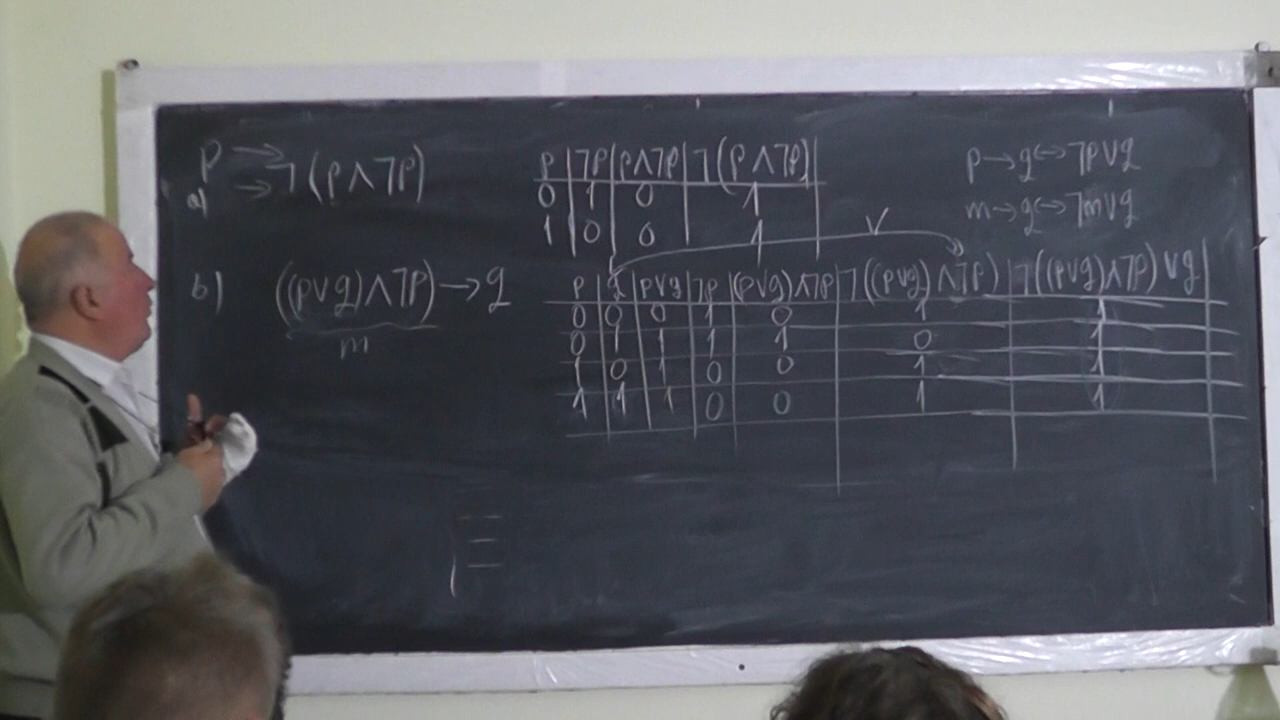 p →
a) → ¬(p∧¬p)
p | ¬p | p∧¬p | ¬(p∧¬p)
0 | 1 | 0 | 1
1 | 0 | 0 | 1
p→q↔¬p∨q
m→q↔¬m∨q
∨
b) ((p∨q)∧¬p)→q
m
p | q | p∨q | ¬p | (p∨q)∧¬p | ¬((p∨q)∧¬p) | ¬((p∨q)∧¬p)∨q
0 | 0 | 0 | 1 | 0 | 1 | 1
0 | 1 | 1 | 1 | 1 | 0 | 1
1 | 0 | 1 | 0 | 0 | 1 | 1
1 | 1 | 1 | 0 | 0 | 1 | 1